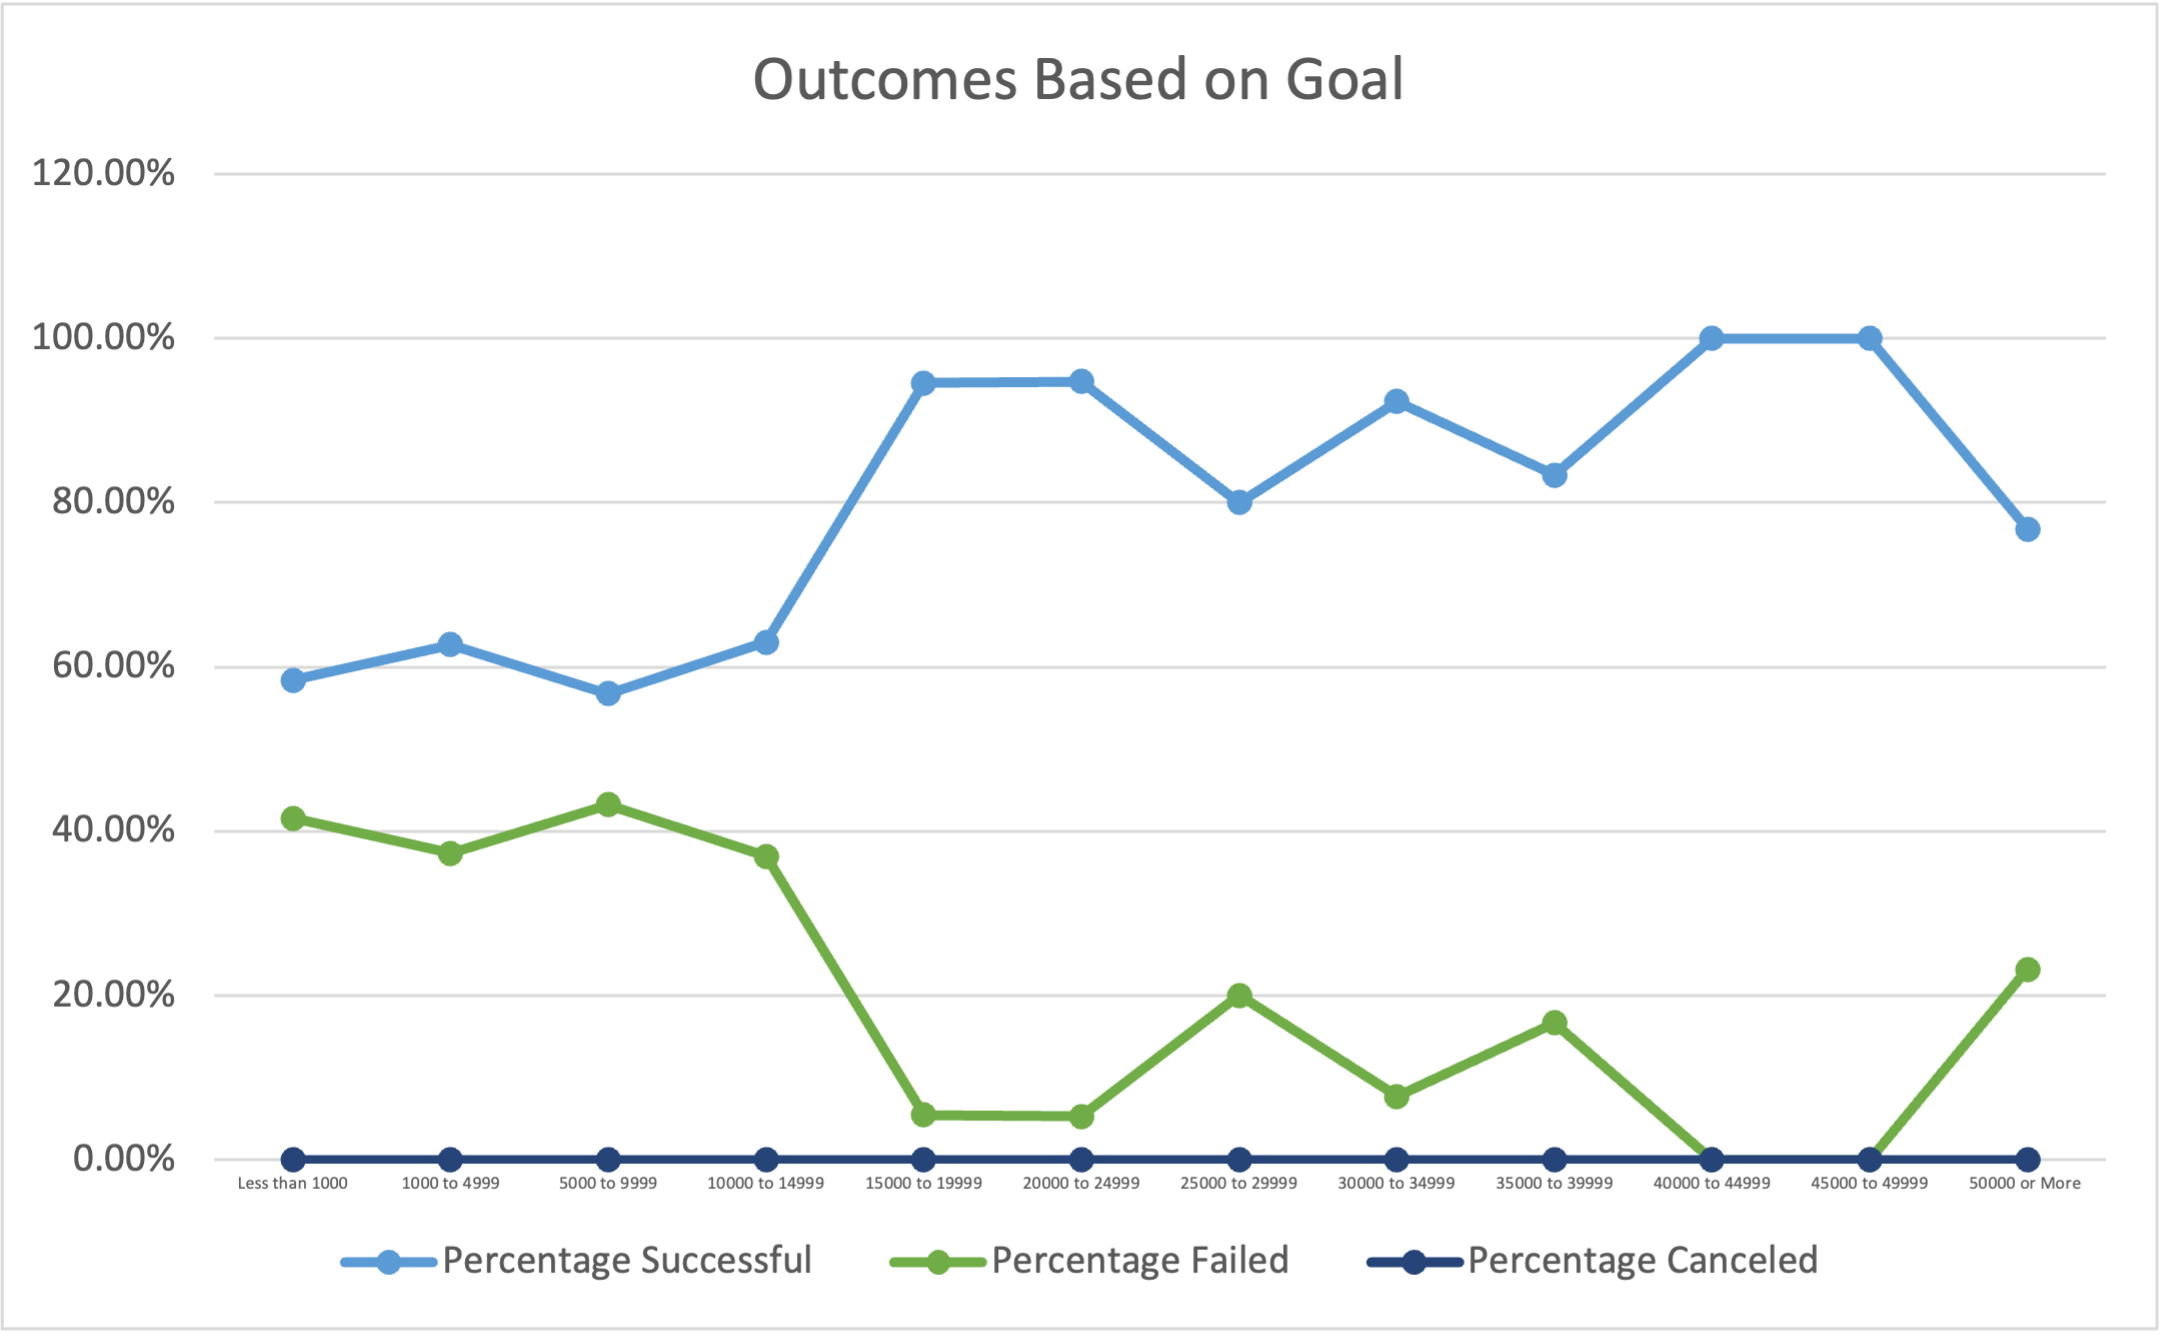 Outcomes Based on Goal
120.00%
100.00%
80.00%
60.00%
40.00%
20.00%
0.00%
Less than 1000 1000 to 4999 5000 to 9999 10000 to 14999 15000 to 19999 20000 to 24999 25000 to 29999 30000 to 34999 35000 to 39999 40000 to 44999 45000 to 49999 50000 or More
Percentage Successful Percentage Failed Percentage Canceled